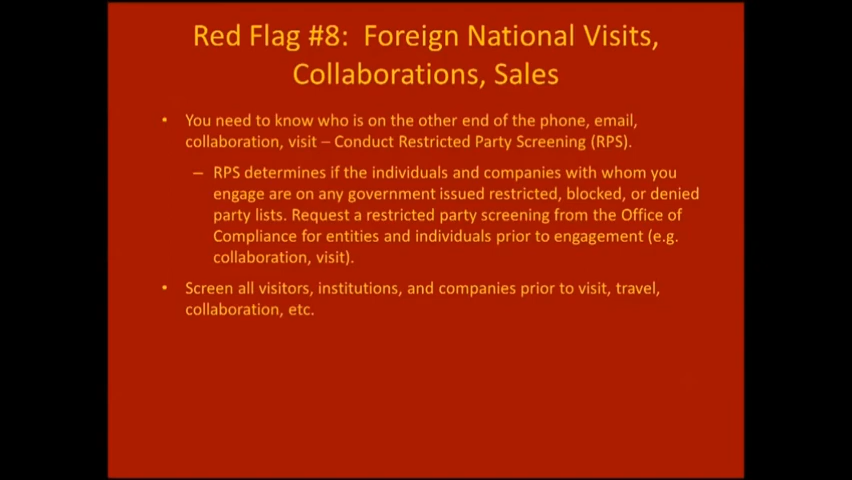 Red Flag #8: Foreign National Visits,
Collaborations, Sales
• You need to know who is on the other end of the phone, email,
collaboration, visit – Conduct Restricted Party Screening (RPS).
– RPS determines if the individuals and companies with whom you
engage are on any government issued restricted, blocked, or denied
party lists. Request a restricted party screening from the Office of
Compliance for entities and individuals prior to engagement (e.g.
collaboration, visit).
• Screen all visitors, institutions, and companies prior to visit, travel,
collaboration, etc.